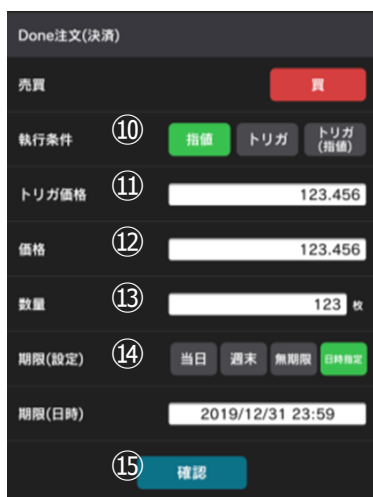 Done注文(決済)
売買 買
執行条件 ⑩ 指値 トリガ トリガ
(指値)
トリガ価格 ⑪ 123.456
価格 ⑫ 123.456
数量 ⑬ 123 枚
期限(設定) ⑭ 当日 週末 無期限 日時指定
期限(日時) 2019/12/31 23:59
⑮ 確認